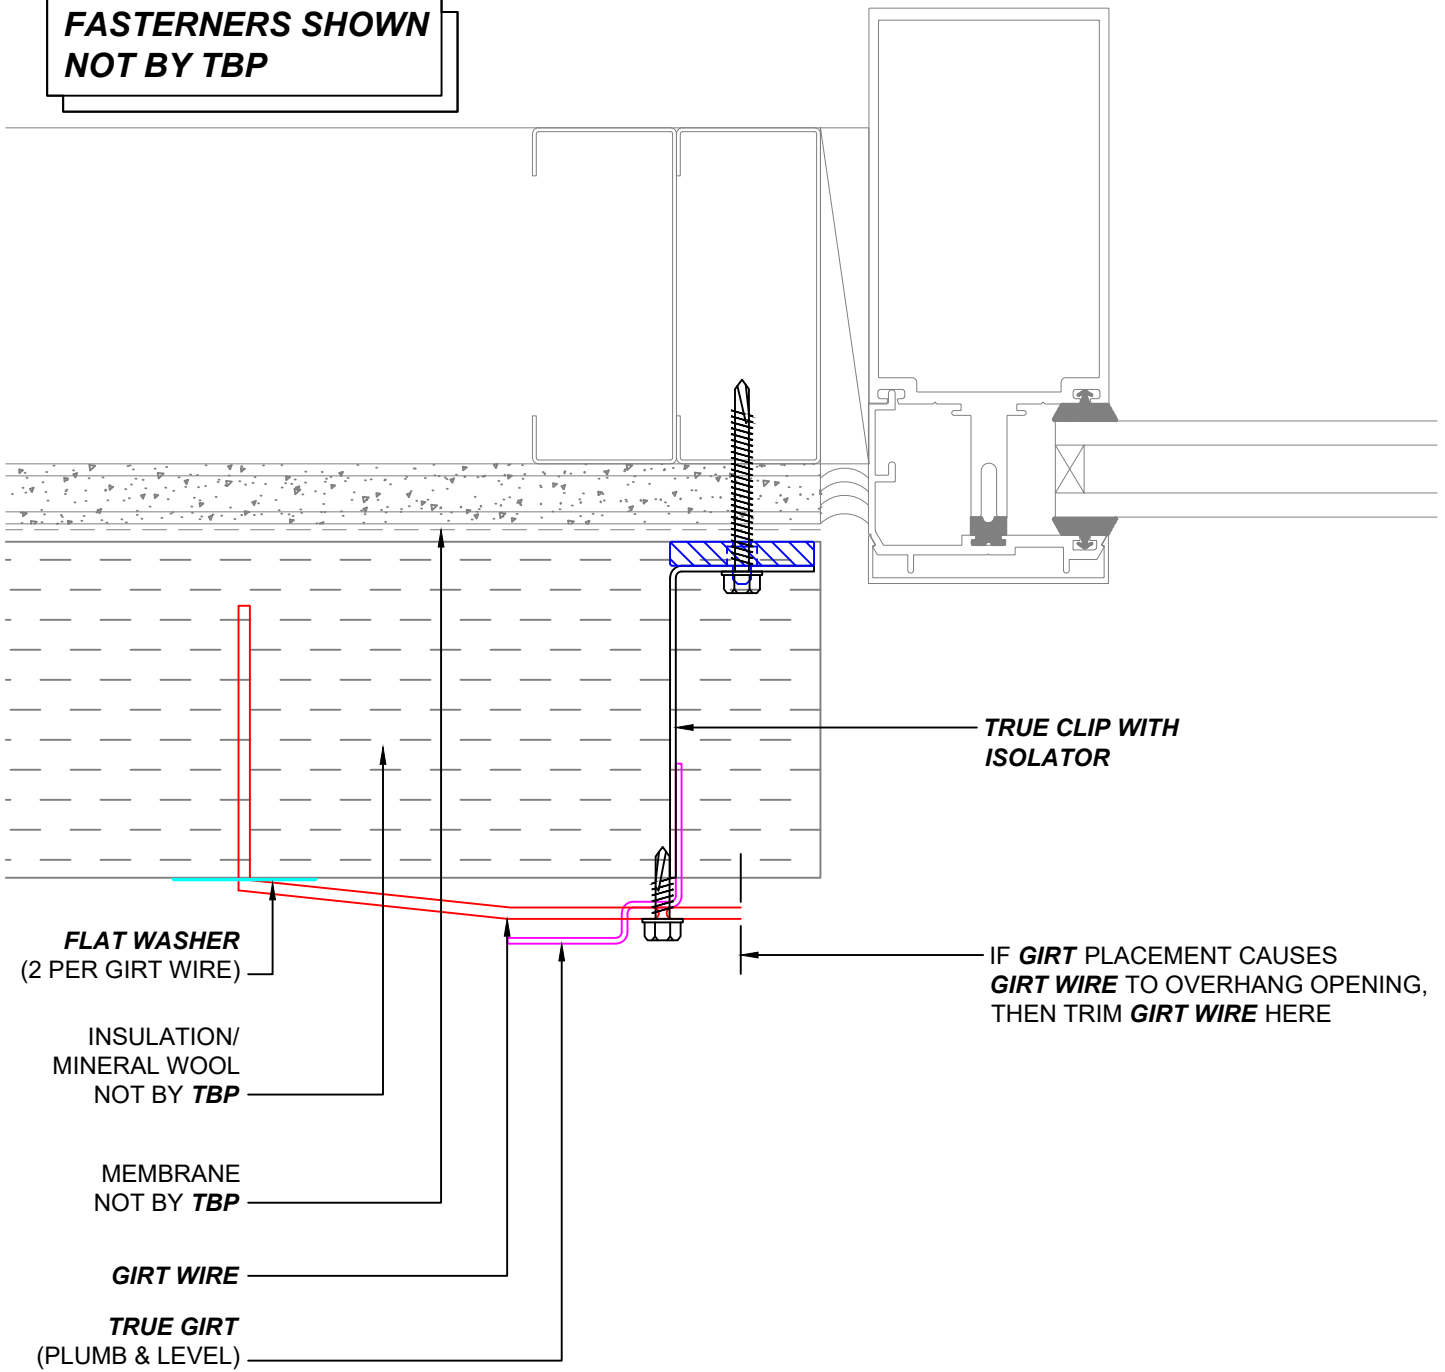 FASTERNERS SHOWN
NOT BY TBP
TRUE CLIP WITH
ISOLATOR
FLAT WASHER
(2 PER GIRT WIRE)
IF GIRT PLACEMENT CAUSES
GIRT WIRE TO OVERHANG OPENING,
THEN TRIM GIRT WIRE HERE
INSULATION/
MINERAL WOOL
NOT BY TBP
MEMBRANE
NOT BY TBP
GIRT WIRE
TRUE GIRT
(PLUMB & LEVEL)